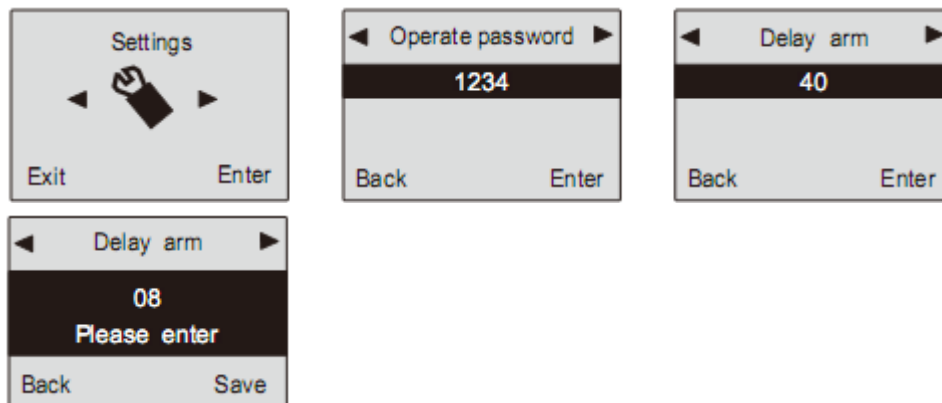 Settings
Exit Enter
Operate password
1234
Back Enter
Delay arm
40
Back Enter
Delay arm
08
Please enter
Back Save